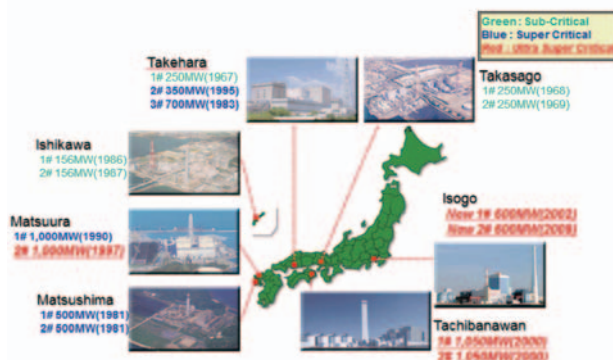 Green : Sub-Critical
Blue : Super Critical
Red : Ultra Super Critical
Takehara
1# 250MW(1967)
2# 350MW(1995)
3# 700MW(1983)
Takasago
1# 250MW(1968)
2# 250MW(1969)
Ishikawa
1# 156MW(1986)
2# 156MW(1987)
Matsuura
1# 1,000MW(1990)
2# 1,000MW(1997)
Isogo
New 1# 600MW(2002)
New 2# 600MW(2009)
Matsushima
1# 500MW(1981)
2# 500MW(1981)
Tachibanawan
1# 1,050MW(2000)
2# 1,050MW